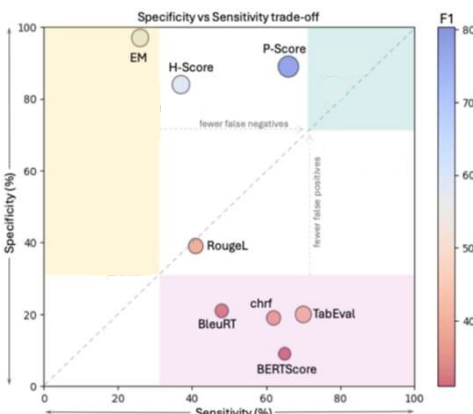 Specificity vs Sensitivity trade-off
F1
100
80
60
40
20
0
Specificity (%)
EM
H-Score
P-Score
fewer false negatives
fewer false positives
RougeL
BleuRT
chrf
TabEval
BERTScore
0
20
40
60
80
100
Sensitivity (%)
80
70
60
50
40